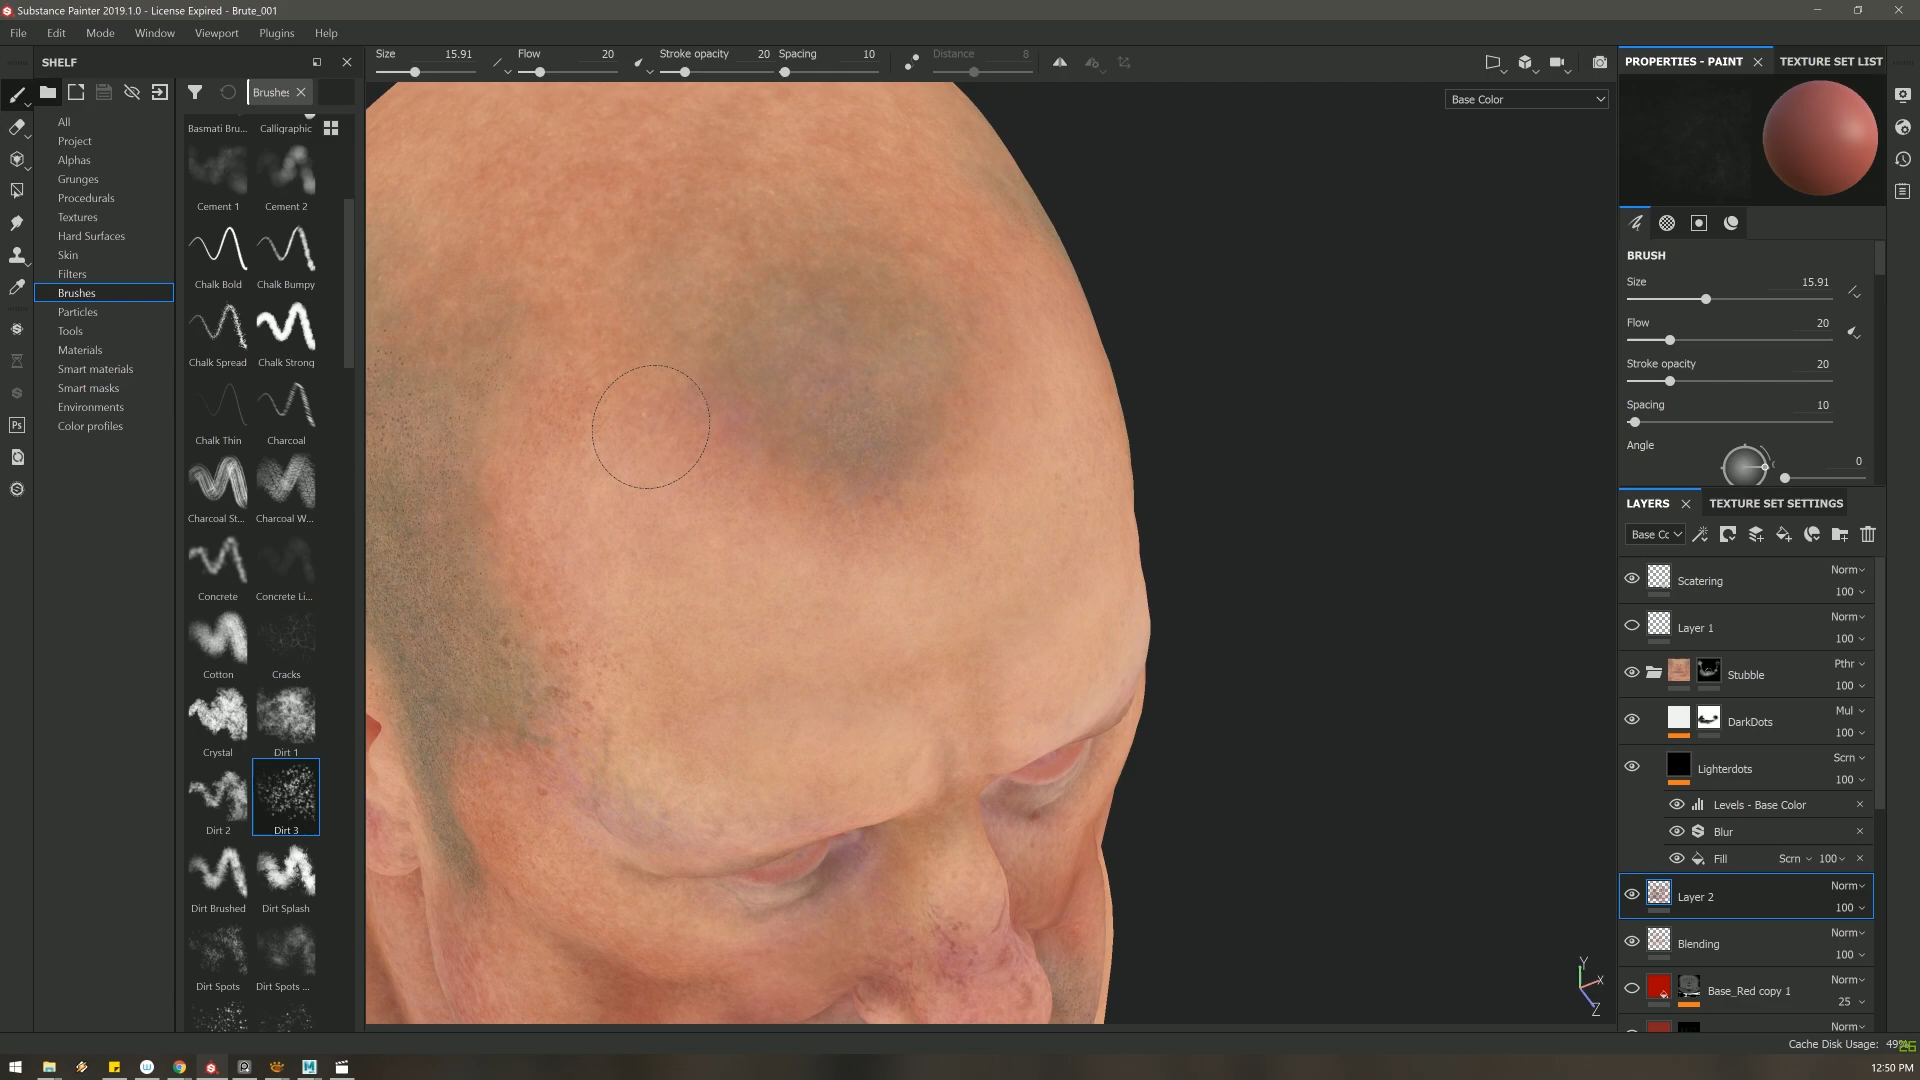 Substance Painter 2019.1.0 - License Expired - Brute_001
File Edit Mode Window Viewport Plugins Help
SHELF
Size 15.91 Flow 20 Stroke opacity 20 Spacing 10 Distance 8
PROPERTIES - PAINT TEXTURE SET LIST
Brushes
Base Color
All
Project
Alphas
Grunges
Procedurals
Textures
Hard Surfaces
Skin
Filters
Brushes
Particles
Tools
Materials
Smart materials
Smart masks
Environments
Color profiles
Basmati Bru... Calligraphic
Cement 1 Cement 2
Chalk Bold Chalk Bumpy
Chalk Spread Chalk Strong
Chalk Thin Charcoal
Charcoal St... Charcoal W...
Concrete Concrete Li...
Cotton Cracks
Crystal Dirt 1
Dirt 2 Dirt 3
Dirt Brushed Dirt Splash
Dirt Spots Dirt Spots ...
Ps
BRUSH
Size 15.91
Flow 20
Stroke opacity 20
Spacing 10
Angle 0
LAYERS TEXTURE SET SETTINGS
Base Cc
Scatering Norm 100
Layer 1 Norm 100
Stubble Pthr 100
DarkDots Mul 100
Lighterdots Scrn 100
Levels - Base Color
Blur
Fill Scrn 100
Layer 2 Norm 100
Blending Norm 100
Base_Red copy 1 Norm 25
Norm
Y
X
Z
Cache Disk Usage: 49%
26
12:50 PM